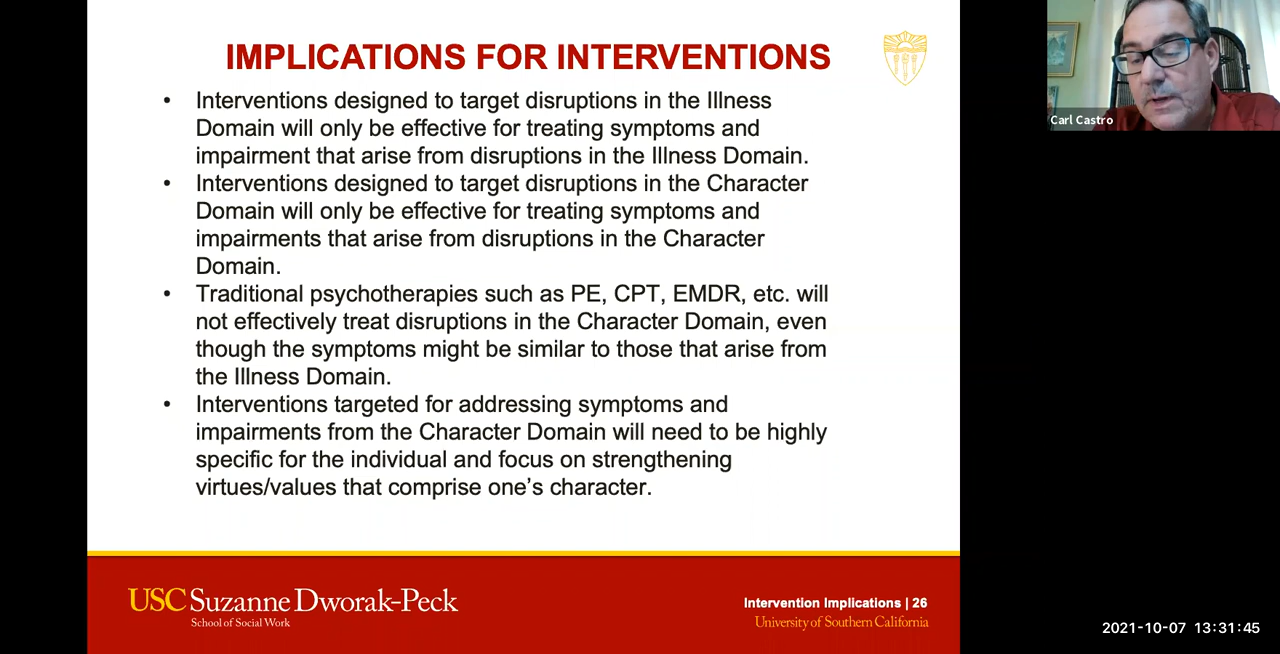 IMPLICATIONS FOR INTERVENTIONS
• Interventions designed to target disruptions in the Illness
Domain will only be effective for treating symptoms and
impairment that arise from disruptions in the Illness Domain.
• Interventions designed to target disruptions in the Character
Domain will only be effective for treating symptoms and
impairments that arise from disruptions in the Character
Domain.
• Traditional psychotherapies such as PE, CPT, EMDR, etc. will
not effectively treat disruptions in the Character Domain, even
though the symptoms might be similar to those that arise from
the Illness Domain.
• Interventions targeted for addressing symptoms and
impairments from the Character Domain will need to be highly
specific for the individual and focus on strengthening
virtues/values that comprise one’s character.
USC Suzanne Dworak-Peck
School of Social Work
Intervention Implications | 26
University of Southern California
Carl Castro
2021-10-07 13:31:45